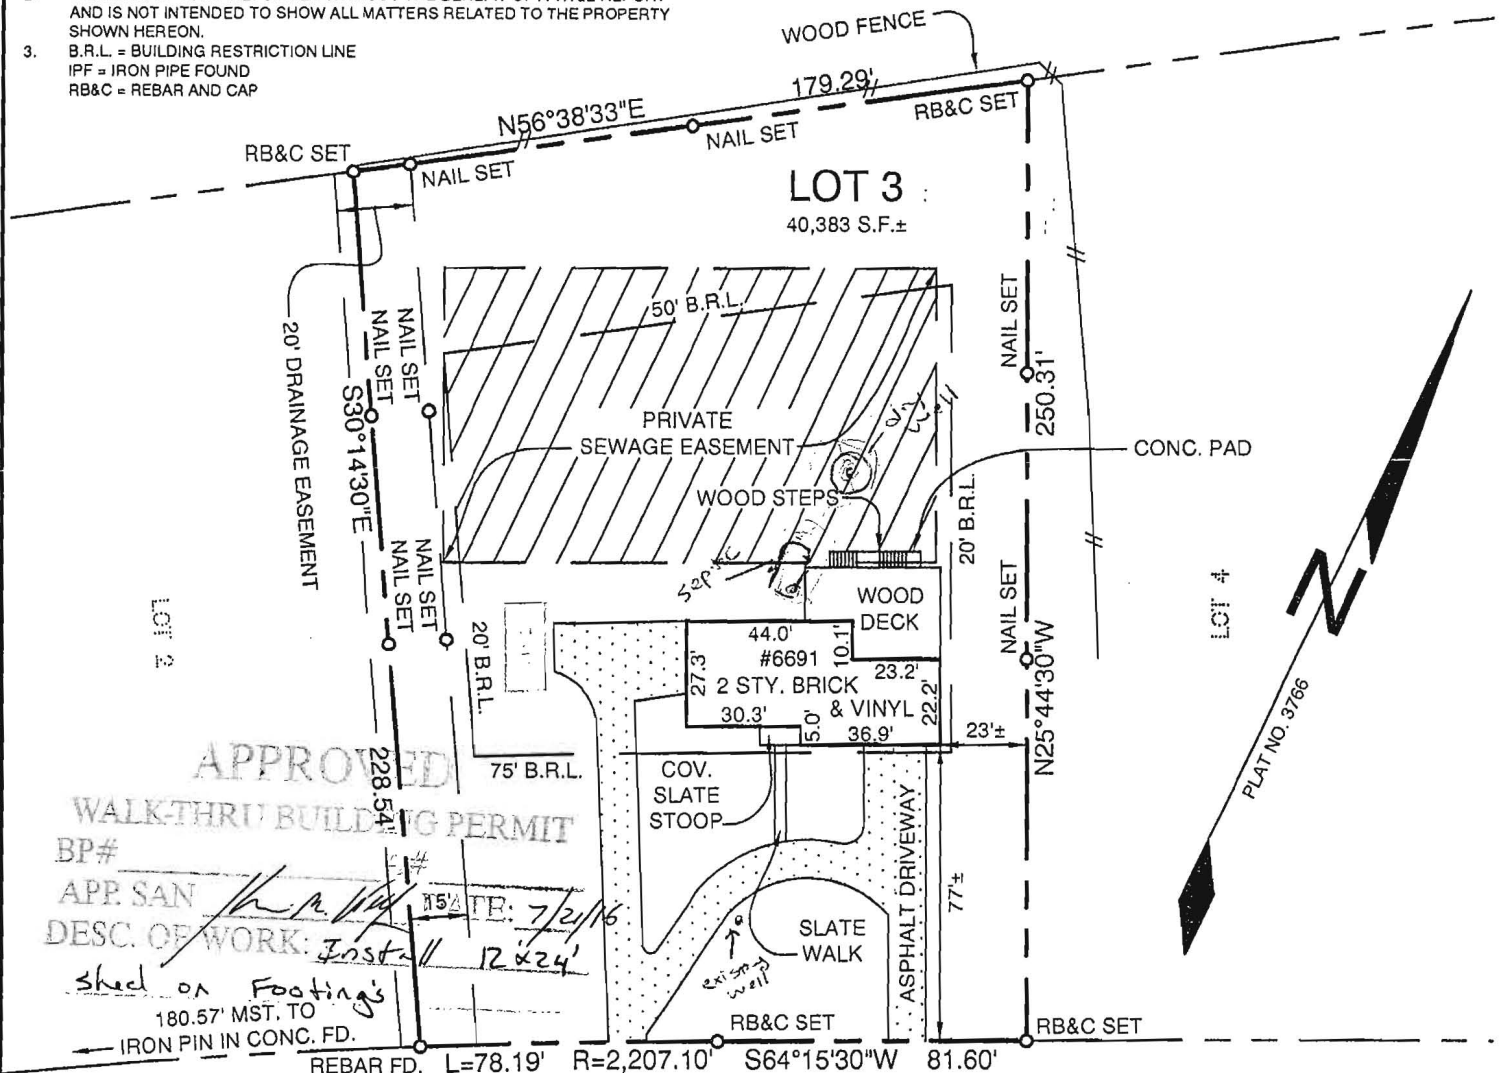 AND IS NOT INTENDED TO SHOW ALL MATTERS RELATED TO THE PROPERTY
SHOWN HEREON.
3. B.R.L. = BUILDING RESTRICTION LINE
IPF = IRON PIPE FOUND
RB&C = REBAR AND CAP
WOOD FENCE
179.29'
N56°38'33"E
RB&C SET
NAIL SET
RB&C SET
NAIL SET
LOT 3
40,383 S.F.±
20' DRAINAGE EASEMENT
50' B.R.L.
NAIL SET
NAIL SET
S30°14'30"E
NAIL SET
250.31'
dry well
PRIVATE
SEWAGE EASEMENT
CONC. PAD
WOOD STEPS
20' B.R.L.
septic
NAIL SET
NAIL SET
NAIL SET
WOOD
DECK
LOT 2
LOT 4
N
PLAT NO. 3766
20' B.R.L.
44.0'
10.1'
#6691
27.3'
23.2'
2 STY. BRICK
& VINYL
22.2'
30.3'
5.0'
36.9'
23'±
N25°44'30"W
228.54'
75' B.R.L.
COV.
SLATE
STOOP
ASPHALT DRIVEWAY
77'±
SLATE
WALK
existing
well
APPROVED
WALK-THRU BUILDING PERMIT
BP#
APP. SAN
DATE: 7/21/16
15'
DESC. OF WORK: Install 12'x24'
shed on Footing's
180.57' MST. TO
IRON PIN IN CONC. FD.
REBAR FD.
L=78.19' R=2,207.10'
RB&C SET
S64°15'30"W 81.60'
RB&C SET